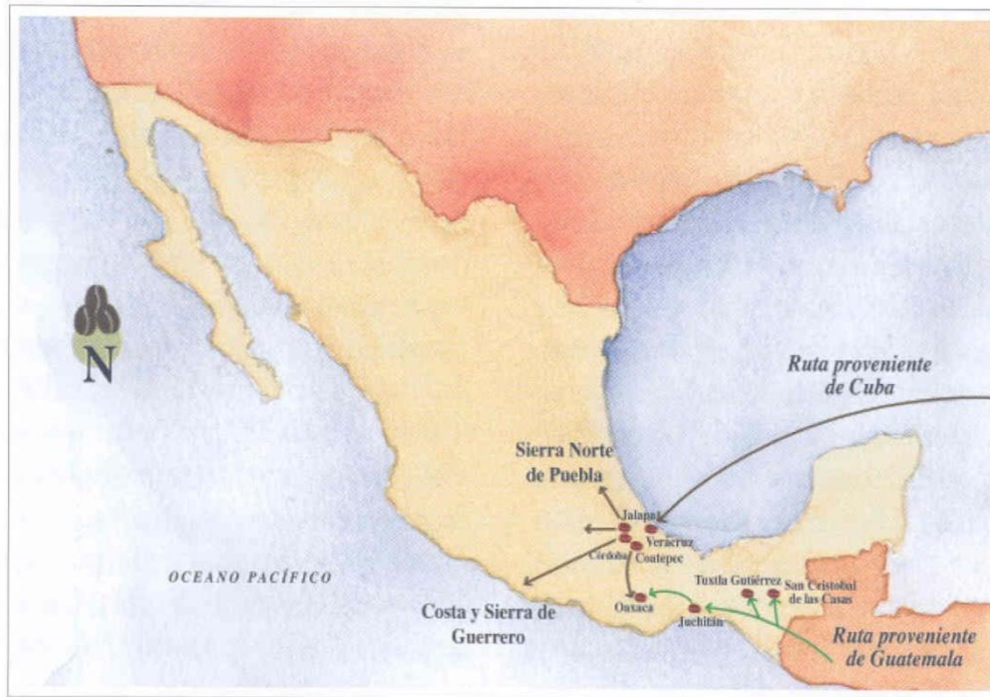 Ruta proveniente
de Cuba
N
Sierra Norte
de Puebla
Jalapat
Veracruz
Córdoba
Coatepec
OCEANO PACÍFICO
Tuxtla Gutiérrez
San Cristobal
de las Casas
Oaxaca
Juchitán
Costa y Sierra de
Guerrero
Ruta proveniente
de Guatemala